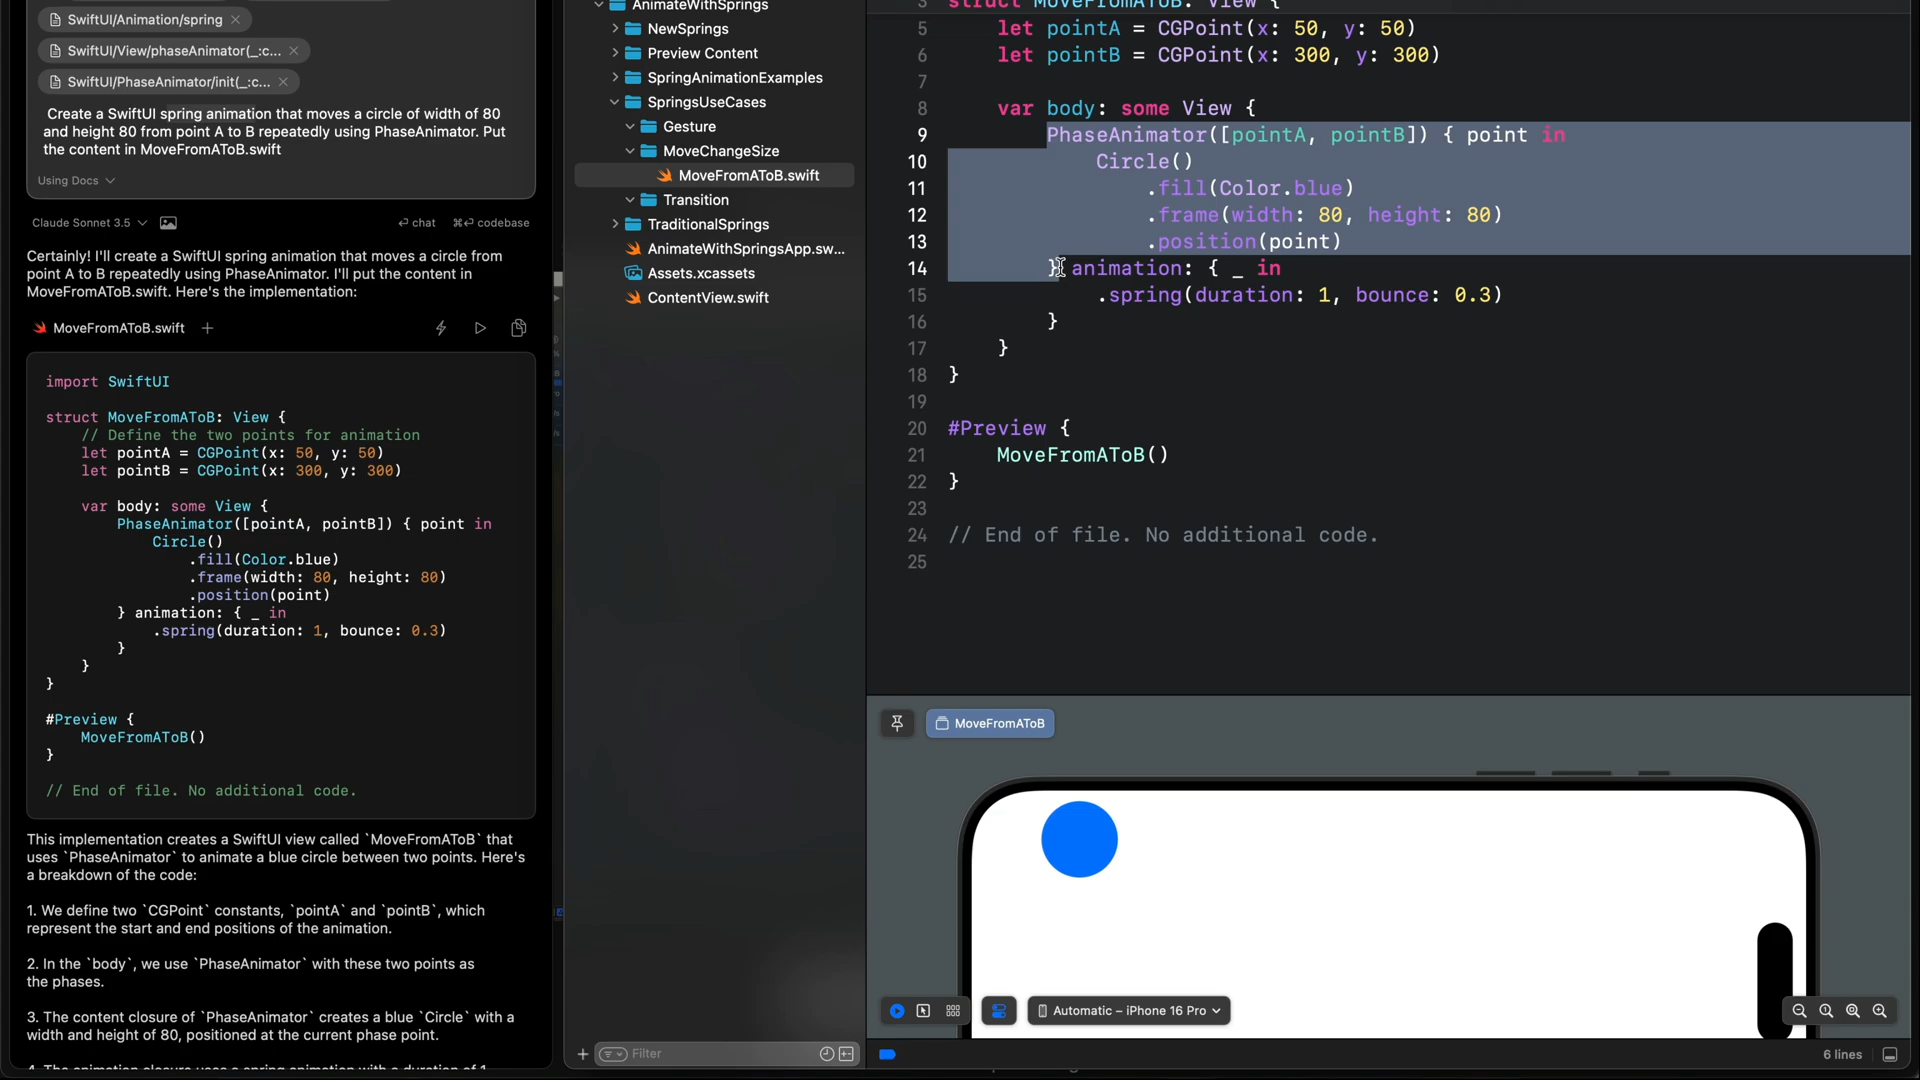 SwiftUI/Animation/spring
SwiftUI/View/phaseAnimator(_:c...
SwiftUI/PhaseAnimator/init(_:c...
Create a SwiftUI spring animation that moves a circle of width of 80
and height 80 from point A to B repeatedly using PhaseAnimator. Put
the content in MoveFromAToB.swift
Using Docs
Claude Sonnet 3.5
chat
codebase
Certainly! I'll create a SwiftUI spring animation that moves a circle from
point A to B repeatedly using PhaseAnimator. I'll put the content in
MoveFromAToB.swift. Here's the implementation:
MoveFromAToB.swift
import SwiftUI
struct MoveFromAToB: View {
// Define the two points for animation
let pointA = CGPoint(x: 50, y: 50)
let pointB = CGPoint(x: 300, y: 300)
var body: some View {
PhaseAnimator([pointA, pointB]) { point in
Circle()
.fill(Color.blue)
.frame(width: 80, height: 80)
.position(point)
} animation: { _ in
.spring(duration: 1, bounce: 0.3)
}
}
}
#Preview {
MoveFromAToB()
}
// End of file. No additional code.
This implementation creates a SwiftUI view called `MoveFromAToB` that
uses `PhaseAnimator` to animate a blue circle between two points. Here's
a breakdown of the code:
1. We define two `CGPoint` constants, `pointA` and `pointB`, which
represent the start and end positions of the animation.
2. In the `body`, we use `PhaseAnimator` with these two points as
the phases.
3. The content closure of `PhaseAnimator` creates a blue `Circle` with a
width and height of 80, positioned at the current phase point.
4. The animation closure uses a spring animation with a duration of 1
AnimateWithSprings
NewSprings
Preview Content
SpringAnimationExamples
SpringsUseCases
Gesture
MoveChangeSize
MoveFromAToB.swift
Transition
TraditionalSprings
AnimateWithSpringsApp.sw...
Assets.xcassets
ContentView.swift
Filter
3 struct MoveFromAToB: View {
5 let pointA = CGPoint(x: 50, y: 50)
6 let pointB = CGPoint(x: 300, y: 300)
7
8 var body: some View {
9 PhaseAnimator([pointA, pointB]) { point in
10 Circle()
11 .fill(Color.blue)
12 .frame(width: 80, height: 80)
13 .position(point)
14 } animation: { _ in
15 .spring(duration: 1, bounce: 0.3)
16 }
17 }
18 }
19
20 #Preview {
21 MoveFromAToB()
22 }
23
24 // End of file. No additional code.
25
MoveFromAToB
Automatic – iPhone 16 Pro
6 lines